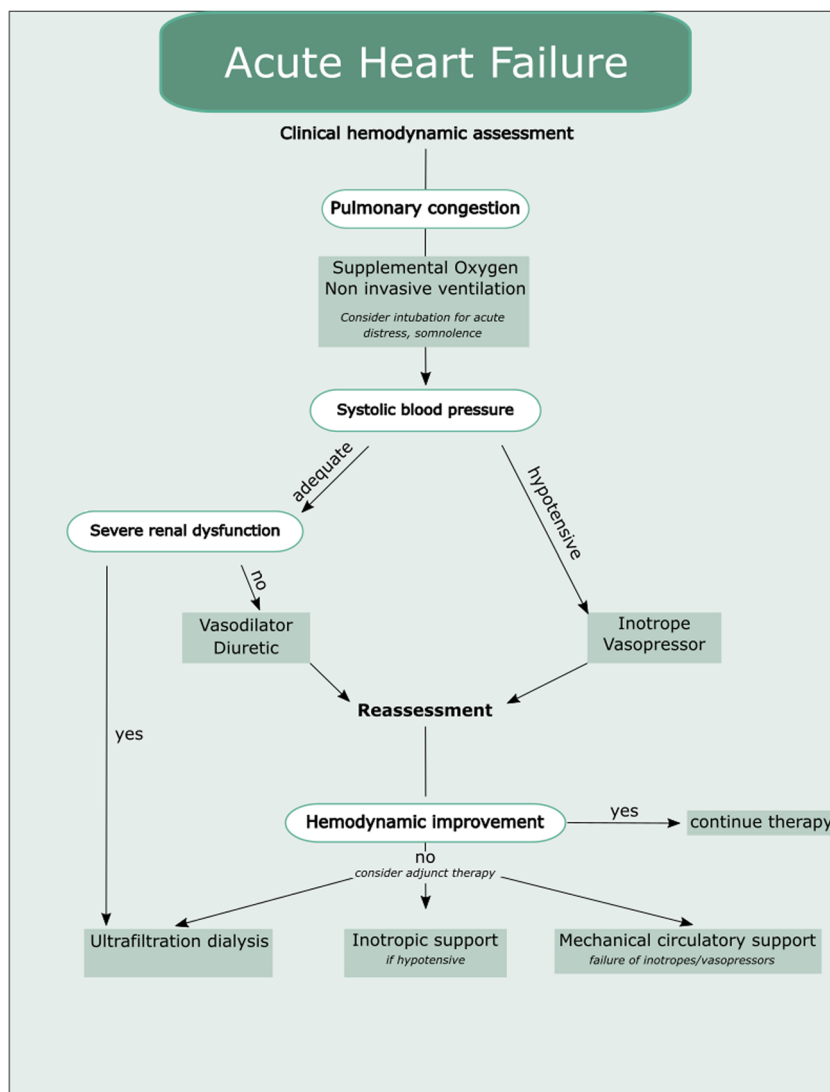 Acute Heart Failure
Clinical hemodynamic assessment
Pulmonary congestion
Supplemental Oxygen
Non invasive ventilation
Consider intubation for acute
distress, somnolence
Systolic blood pressure
adequate
hypotensive
Severe renal dysfunction
no
Vasodilator
Diuretic
Inotrope
Vasopressor
Reassessment
yes
Hemodynamic improvement
yes
continue therapy
no
consider adjunct therapy
Ultrafiltration dialysis
Inotropic support
if hypotensive
Mechanical circulatory support
failure of inotropes/vasopressors